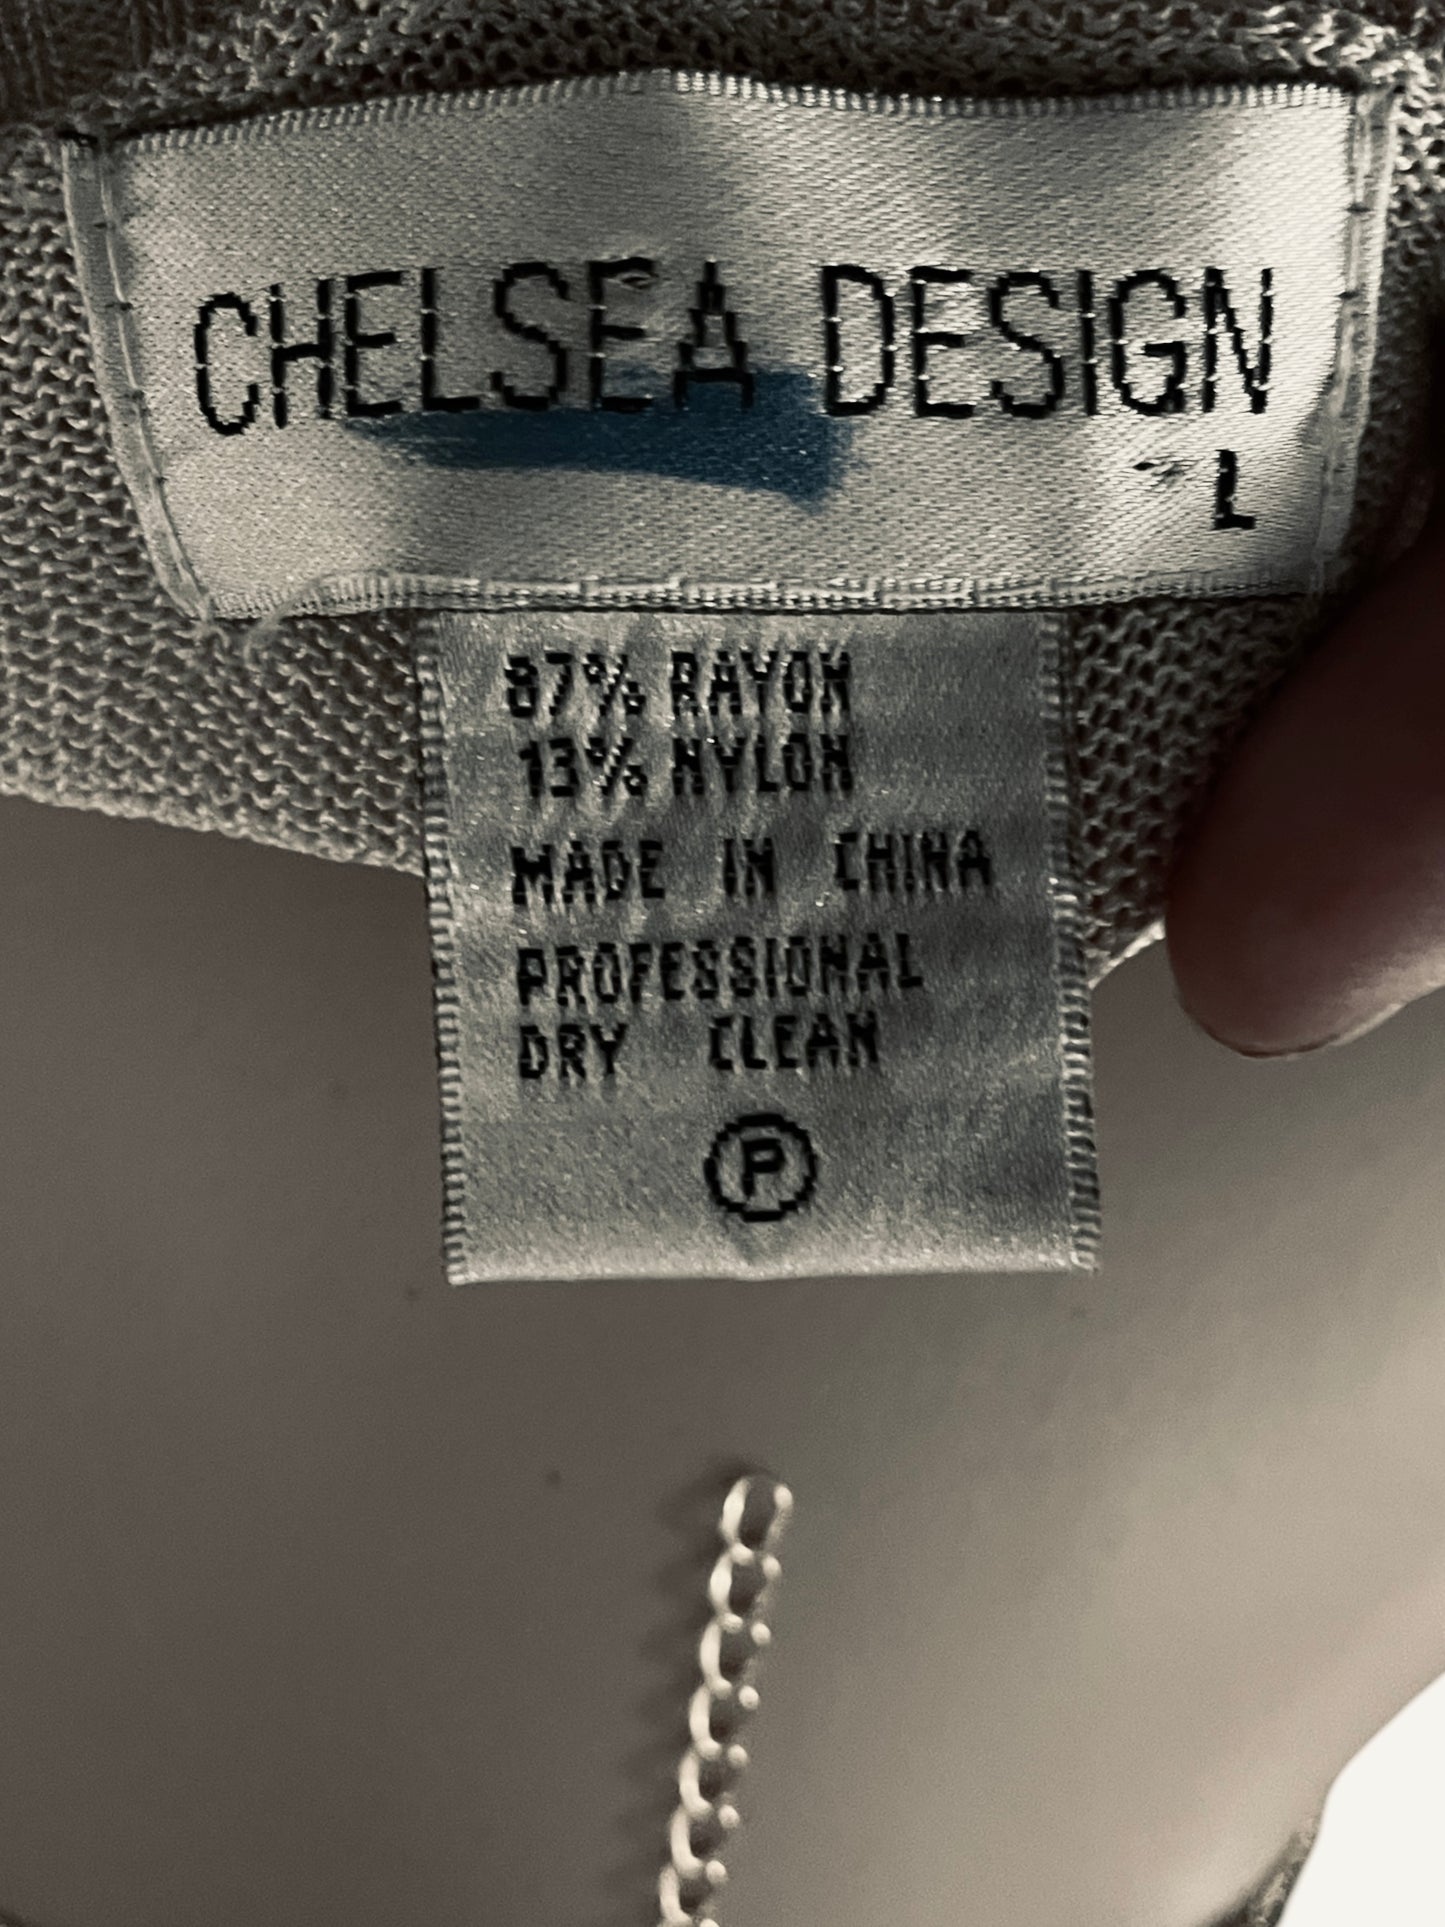 CHELSEA DESIGN
L
87% RAYON
13% NYLON
MADE IN CHINA
PROFESSIONAL
DRY CLEAN
P